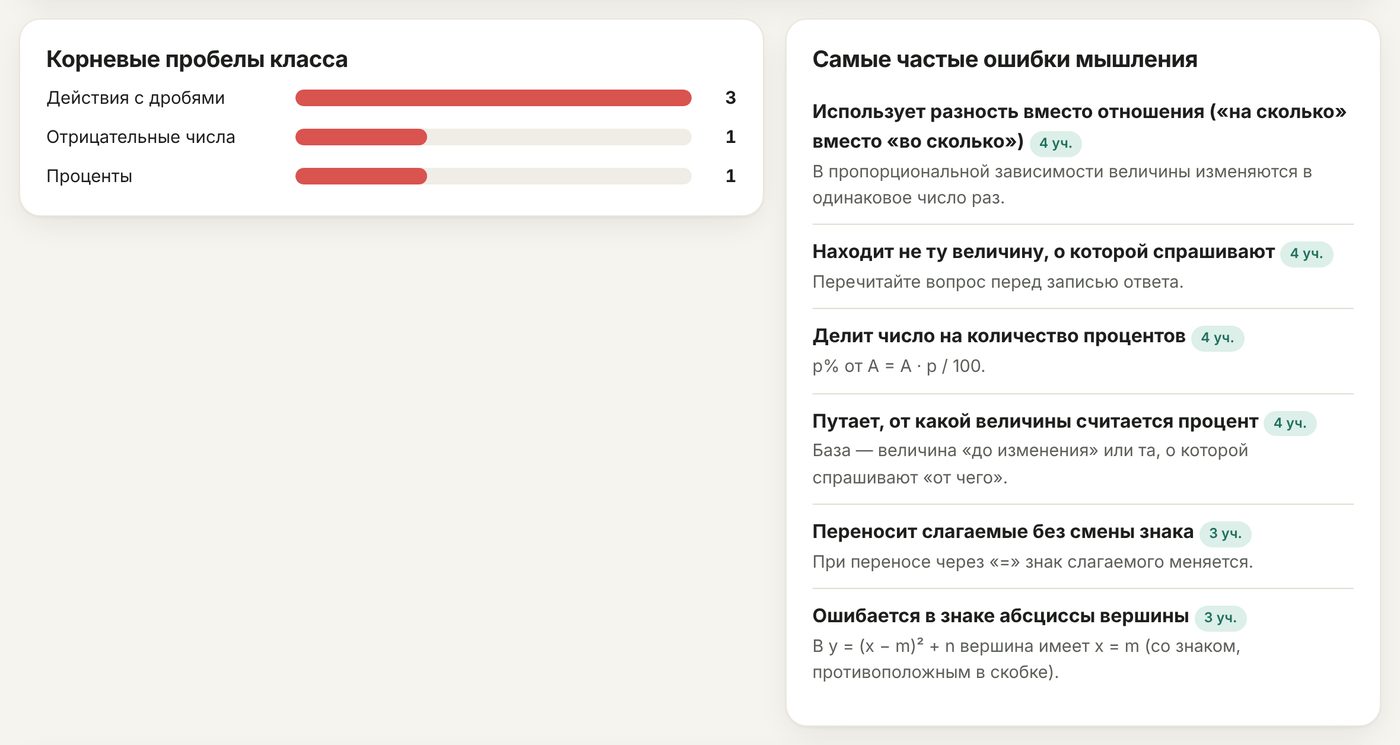 Корневые пробелы класса
Действия с дробями 3
Отрицательные числа 1
Проценты 1
Самые частые ошибки мышления
Использует разность вместо отношения («на сколько»
вместо «во сколько») 4 уч.
В пропорциональной зависимости величины изменяются в
одинаковое число раз.
Находит не ту величину, о которой спрашивают 4 уч.
Перечитайте вопрос перед записью ответа.
Делит число на количество процентов 4 уч.
p% от A = A · p / 100.
Путает, от какой величины считается процент 4 уч.
База — величина «до изменения» или та, о которой
спрашивают «от чего».
Переносит слагаемые без смены знака 3 уч.
При переносе через «=» знак слагаемого меняется.
Ошибается в знаке абсциссы вершины 3 уч.
В y = (x − m)² + n вершина имеет x = m (со знаком,
противоположным в скобке).